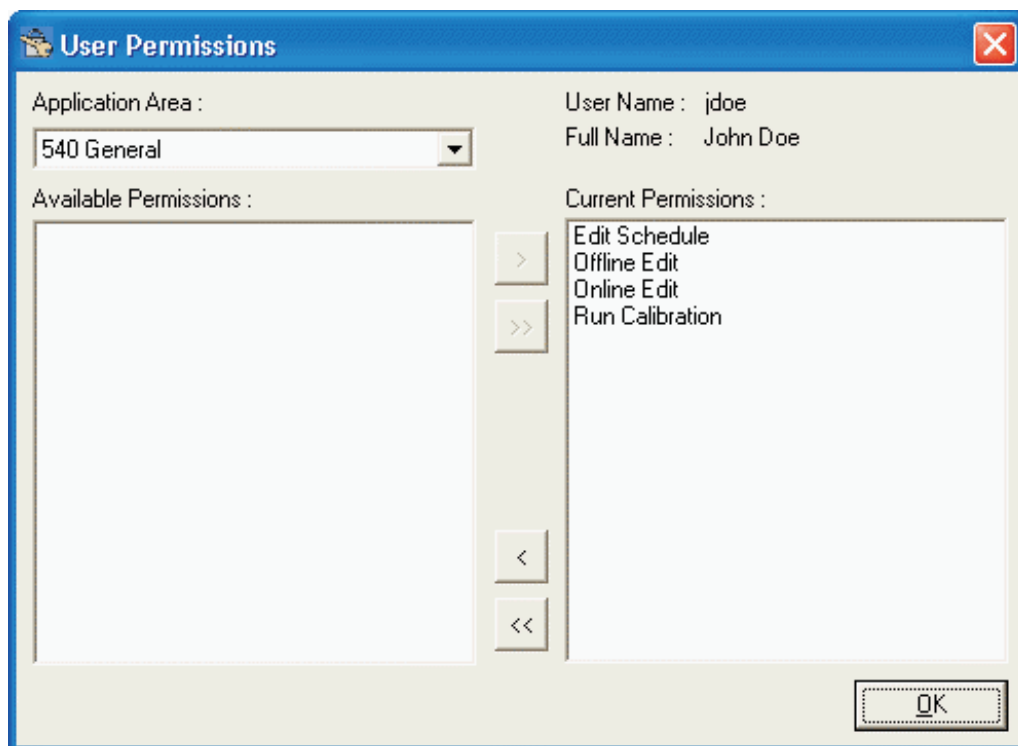 User Permissions
Application Area :
540 General
User Name : jdoe
Full Name : John Doe
Available Permissions :
Current Permissions :
Edit Schedule
Offline Edit
Online Edit
Run Calibration
>
>>
<
<<
OK